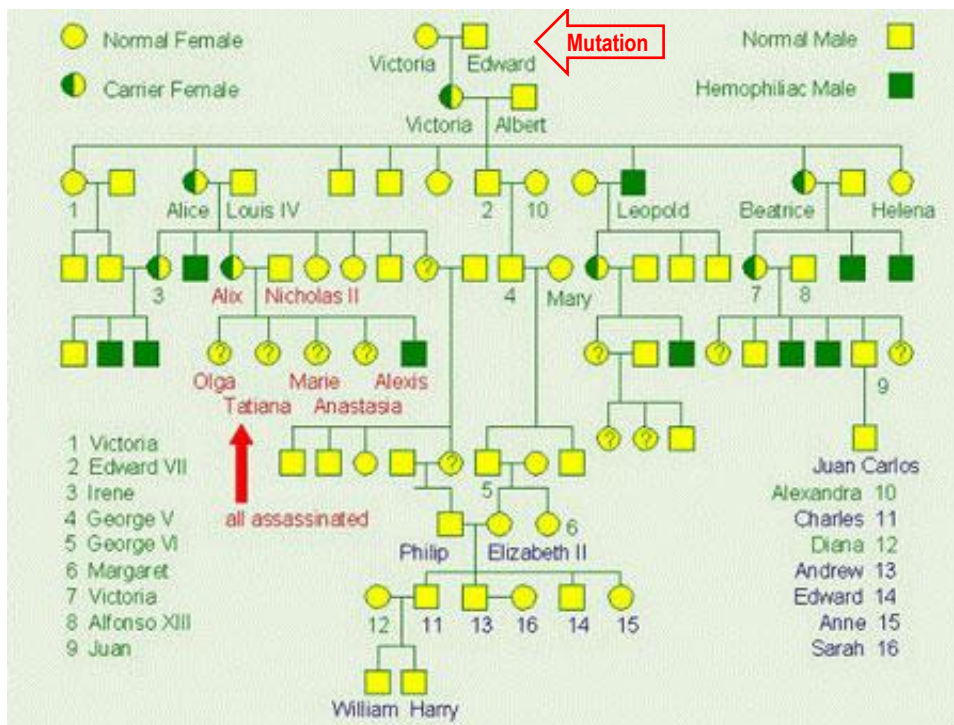 Normal Female
Mutation
Normal Male
Victoria Edward
Carrier Female
Hemophiliac Male
Victoria Albert
1 Alice Louis IV 2 10 Leopold Beatrice Helena
? 
3 Alix Nicholas II 4 Mary 7 8
? ? ? ? ? ? ?
Olga Marie Alexis 9
Tatiana Anastasia
? ?
?
1 Victoria
2 Edward VII
3 Irene
4 George V
5 George VI
6 Margaret
7 Victoria
8 Alfonso XIII
9 Juan
all assassinated
5
6
Philip Elizabeth II
12 11 13 16 14 15
William Harry
Juan Carlos
Alexandra 10
Charles 11
Diana 12
Andrew 13
Edward 14
Anne 15
Sarah 16